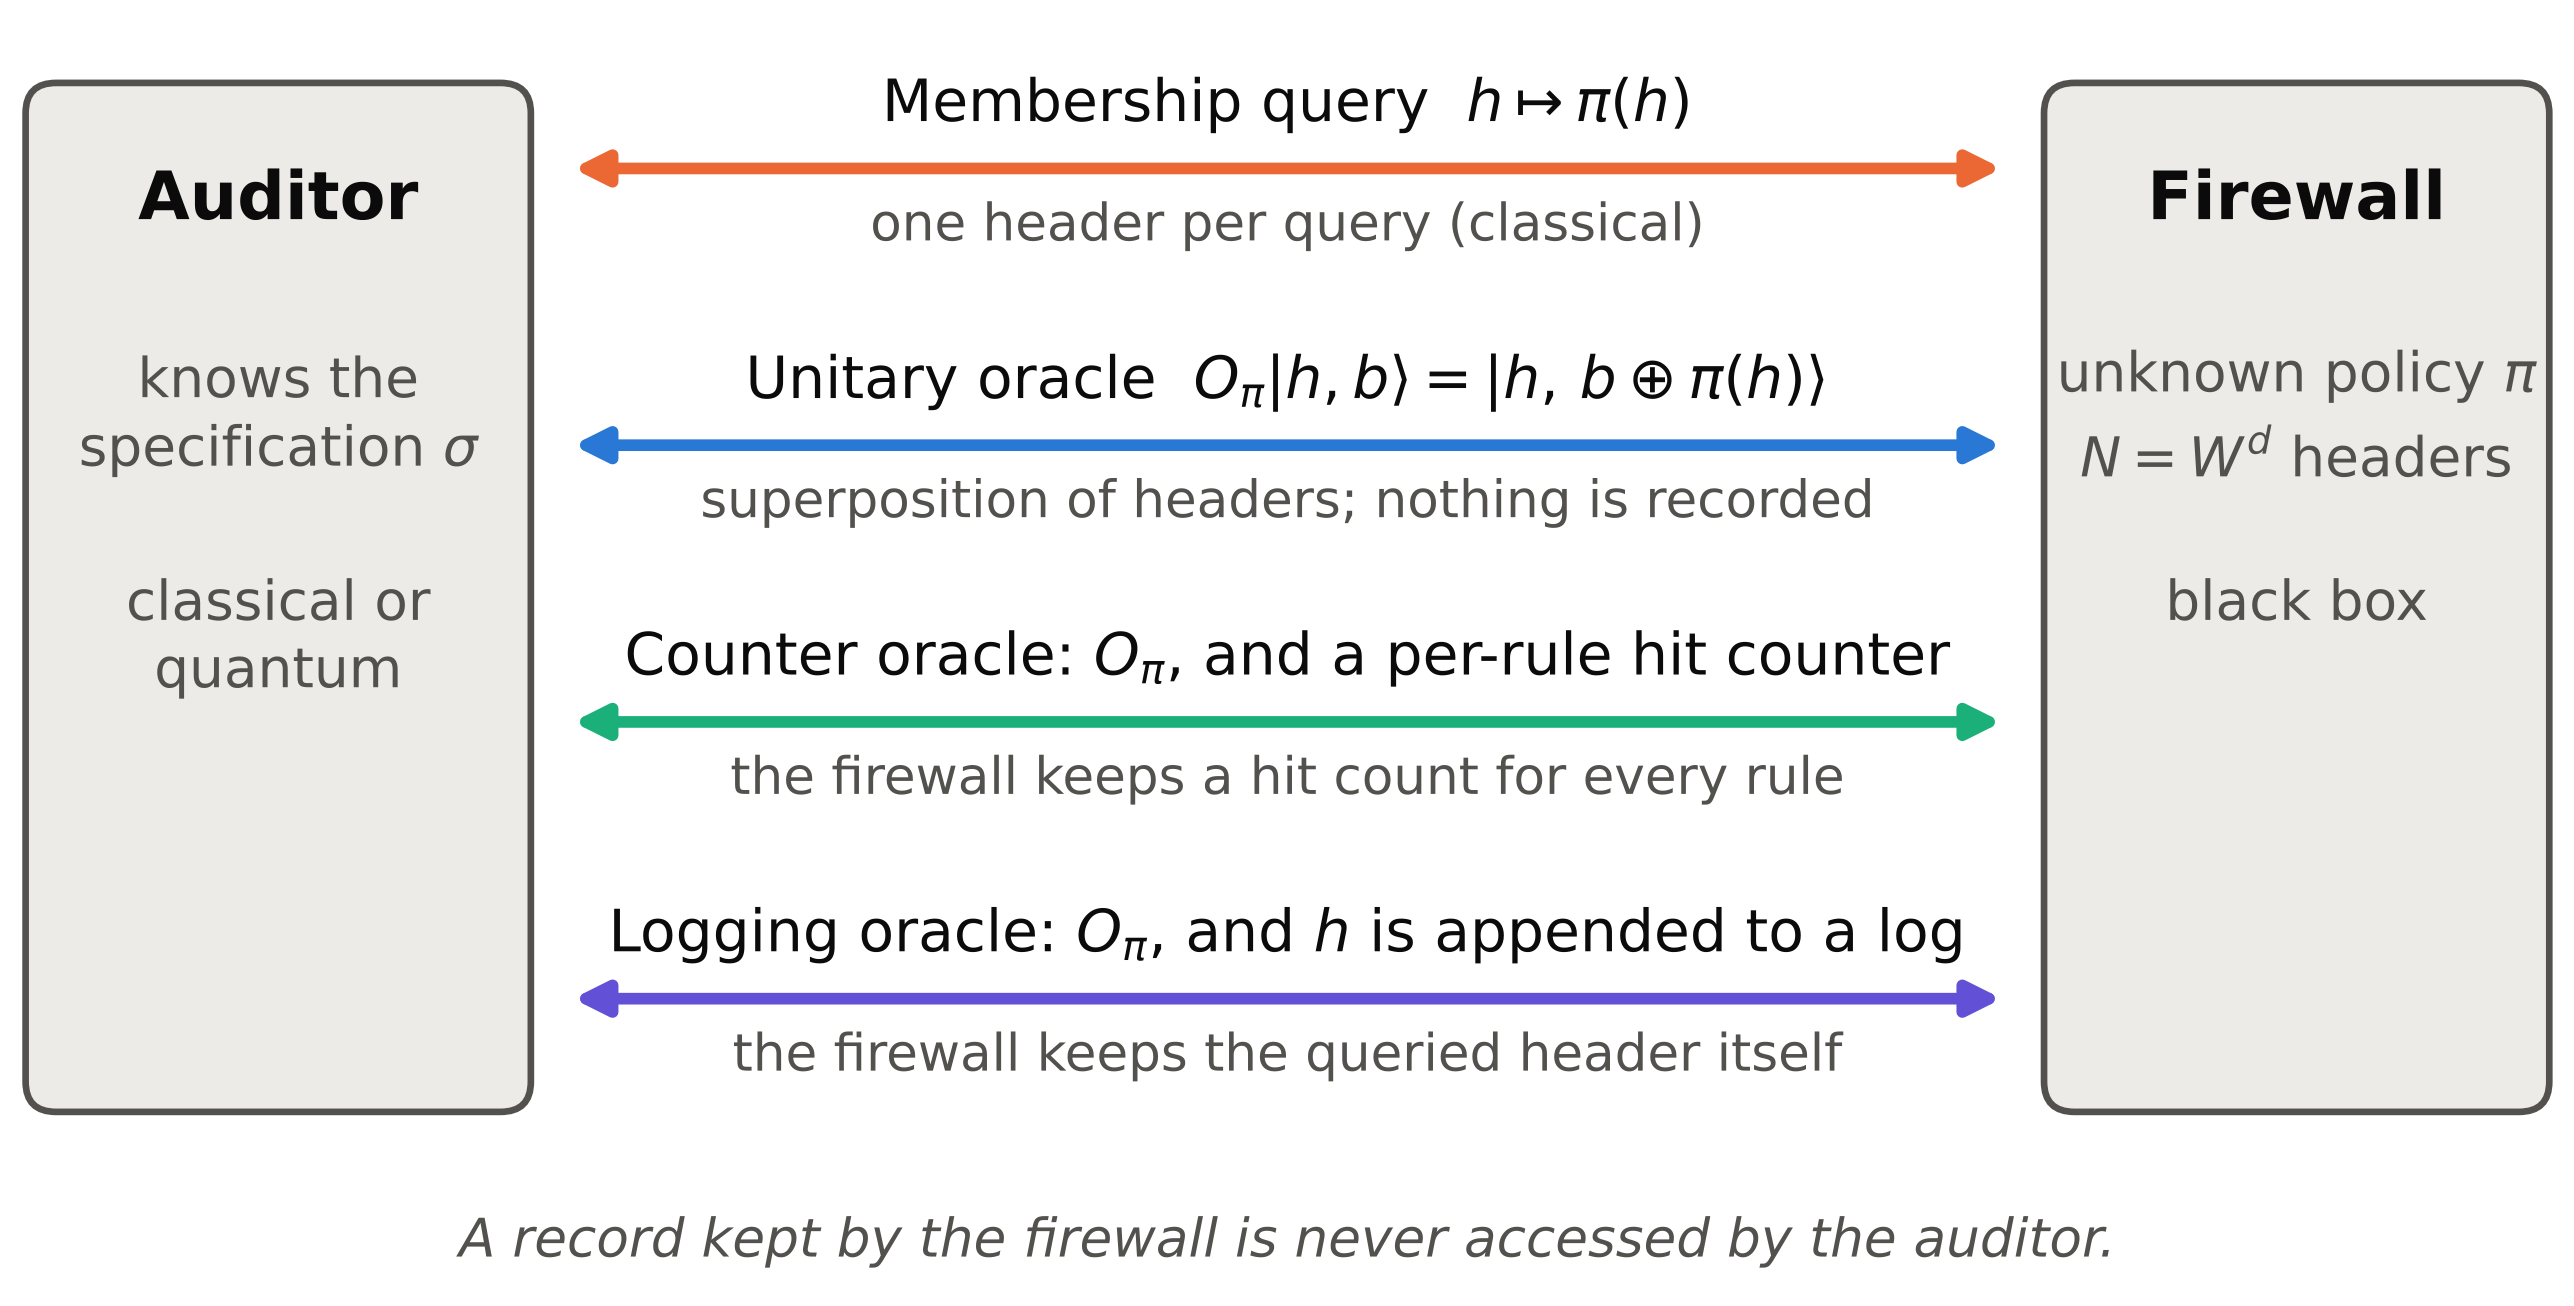 Auditor
knows the
specification σ
classical or
quantum
Membership query h ↦ π(h)
one header per query (classical)
Unitary oracle O_π|h, b⟩ = |h, b ⊕ π(h)⟩
superposition of headers; nothing is recorded
Counter oracle: O_π, and a per-rule hit counter
the firewall keeps a hit count for every rule
Logging oracle: O_π, and h is appended to a log
the firewall keeps the queried header itself
Firewall
unknown policy π
N = W^d headers
black box
A record kept by the firewall is never accessed by the auditor.